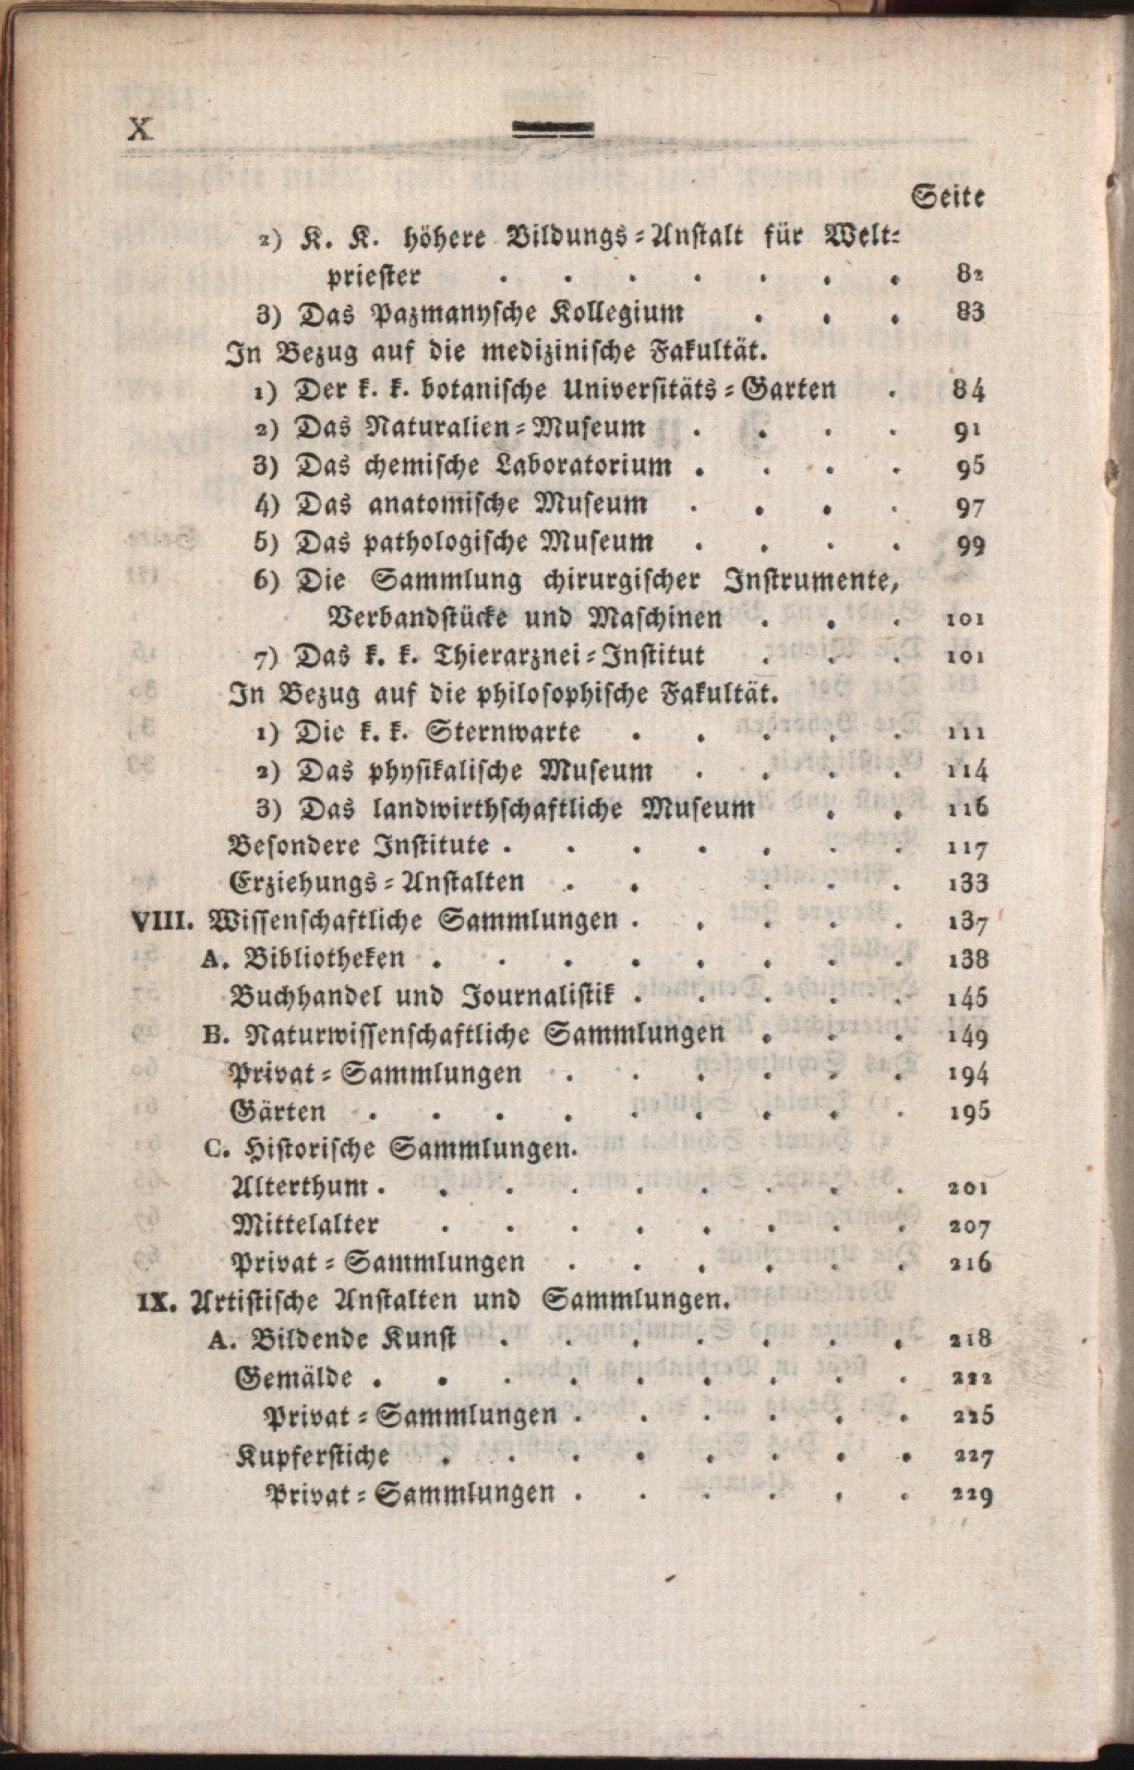 X
Seite
2) K. K. höhere Bildungs-Anstalt für Welt-
priester . . . . . . . 82
3) Das Pazmanysche Kollegium . . . 83
In Bezug auf die medizinische Fakultät.
1) Der k. k. botanische Universitäts-Garten . 84
2) Das Naturalien-Museum . . . . 91
3) Das chemische Laboratorium . . . . 95
4) Das anatomische Museum . . . . 97
5) Das pathologische Museum . . . . 99
6) Die Sammlung chirurgischer Instrumente,
Verbandstücke und Maschinen . . . 101
7) Das k. k. Thierarznei-Institut . . . 101
In Bezug auf die philosophische Fakultät.
1) Die k. k. Sternwarte . . . . . 111
2) Das physikalische Museum . . . . 114
3) Das landwirthschaftliche Museum . . 116
Besondere Institute . . . . . . . 117
Erziehungs-Anstalten . . . . . 133
VIII. Wissenschaftliche Sammlungen . . . . . 137
A. Bibliotheken . . . . . . . . 138
Buchhandel und Journalistik . . . . . 145
B. Naturwissenschaftliche Sammlungen . . . 149
Privat-Sammlungen . . . . . . 194
Gärten . . . . . . . . . 195
C. Historische Sammlungen.
Alterthum . . . . . . . . . 201
Mittelalter . . . . . . . . 207
Privat-Sammlungen . . . . . . 216
IX. Artistische Anstalten und Sammlungen.
A. Bildende Kunst . . . . . . . 218
Gemälde . . . . . . . . . 222
Privat-Sammlungen . . . . . . 225
Kupferstiche . . . . . . . . 227
Privat-Sammlungen . . . . . . 229